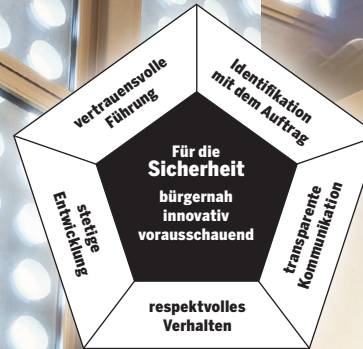 vertrauensvolle
Führung
Identifikation
mit dem Auftrag
Für die
Sicherheit
bürgernah
innovativ
vorausschauend
stetige
Entwicklung
transparente
Kommunikation
respektvolles
Verhalten